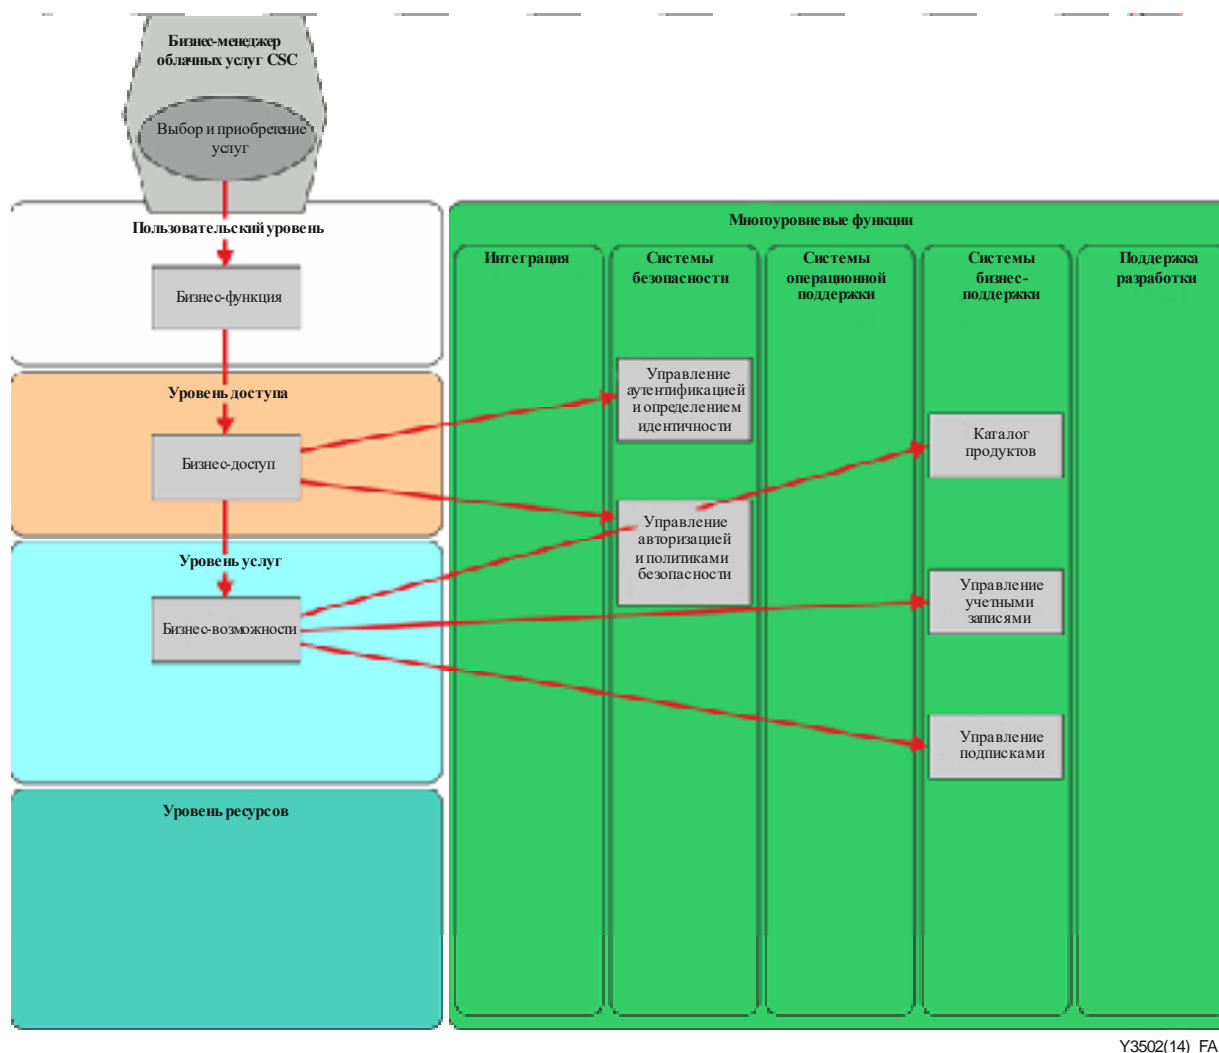 Бизнес-менеджер
облачных услуг CSC
Выбор и приобретение
услуг
Пользовательский уровень
Бизнес-функция
Уровень доступа
Бизнес-доступ
Уровень услуг
Бизнес-возможности
Уровень ресурсов
Многоуровневые функции
Интеграция
Системы
безопасности
Управление
аутентификацией
и определением
идентичности
Управление
авторизацией
и политиками
безопасности
Системы
операционной
поддержки
Системы
бизнес-
поддержки
Каталог
продуктов
Управление
учетными
записями
Управление
подписками
Поддержка
разработки
Y3502(14)_FA